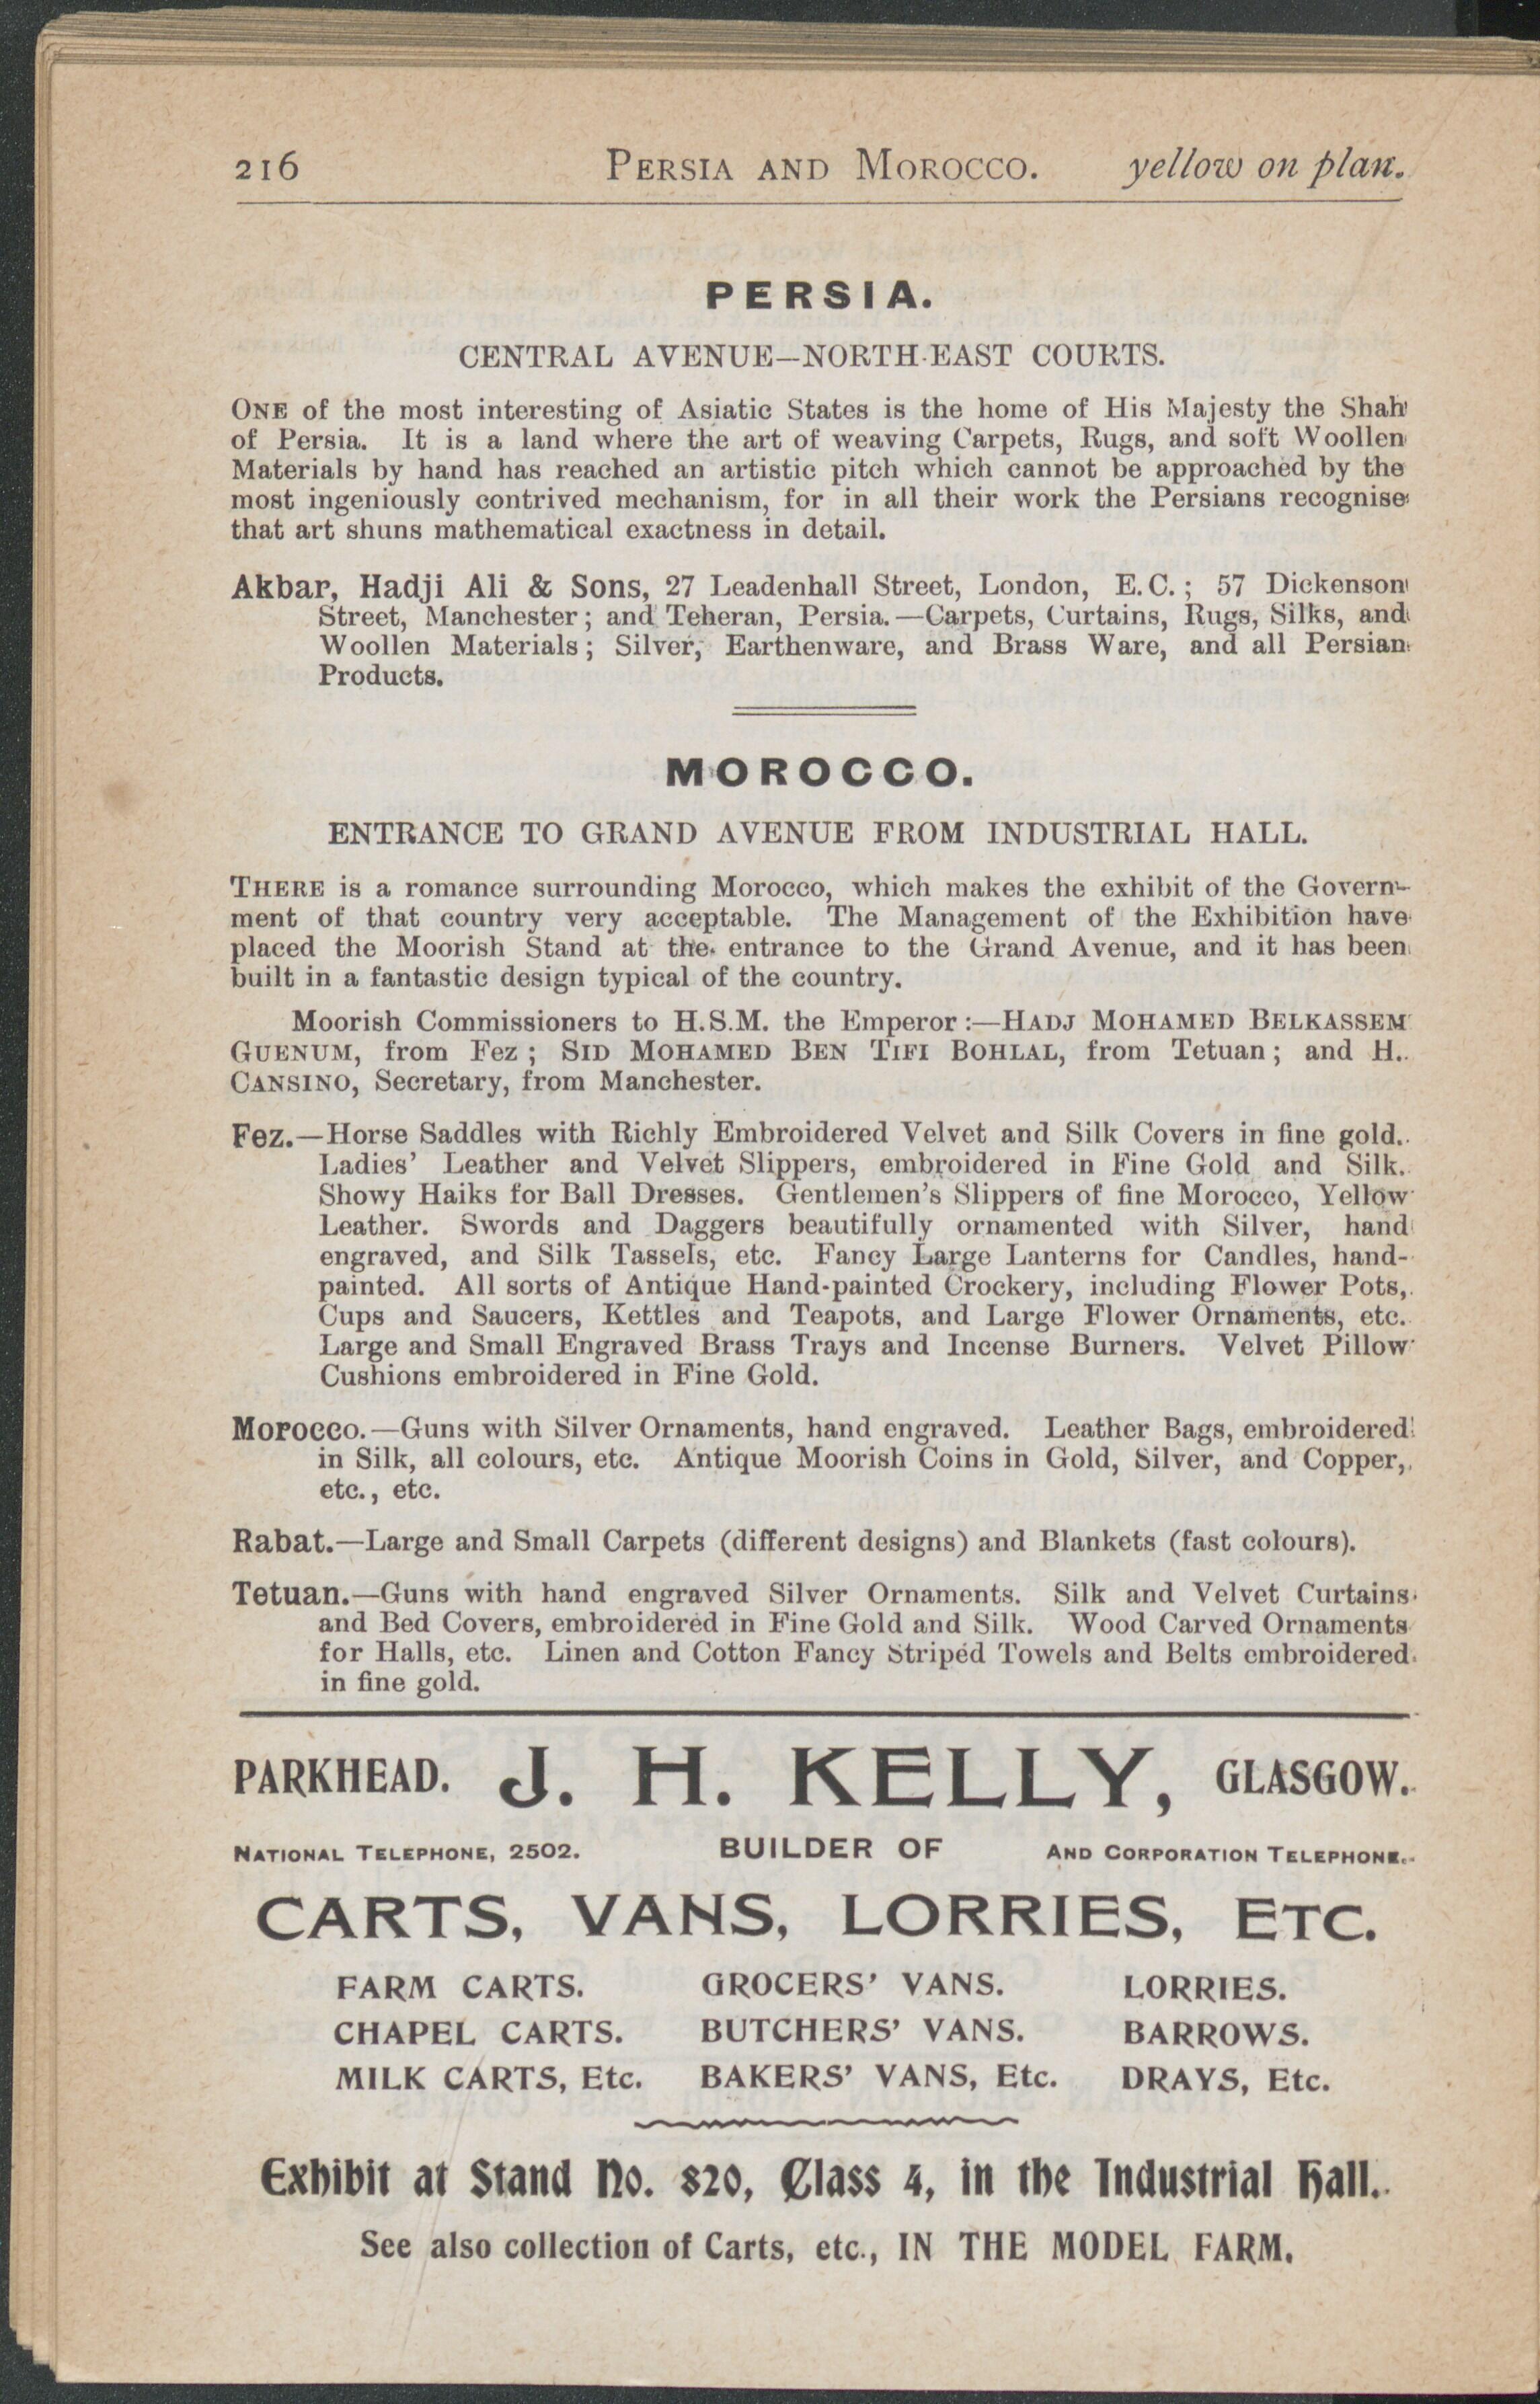 216 PERSIA AND MOROCCO. yellow on plan.
PERSIA.
CENTRAL AVENUE—NORTH-EAST COURTS.
ONE of the most interesting of Asiatic States is the home of His Majesty the Shah
of Persia. It is a land where the art of weaving Carpets, Rugs, and soft Woollen
Materials by hand has reached an artistic pitch which cannot be approached by the
most ingeniously contrived mechanism, for in all their work the Persians recognise
that art shuns mathematical exactness in detail.
Akbar, Hadji Ali & Sons, 27 Leadenhall Street, London, E.C.; 57 Dickenson
Street, Manchester; and Teheran, Persia.—Carpets, Curtains, Rugs, Silks, and
Woollen Materials; Silver, Earthenware, and Brass Ware, and all Persian
Products.
MOROCCO.
ENTRANCE TO GRAND AVENUE FROM INDUSTRIAL HALL.
THERE is a romance surrounding Morocco, which makes the exhibit of the Govern-
ment of that country very acceptable. The Management of the Exhibition have
placed the Moorish Stand at the entrance to the Grand Avenue, and it has been
built in a fantastic design typical of the country.
Moorish Commissioners to H.S.M. the Emperor:—HADJ MOHAMED BELKASSEM
GUENUM, from Fez; SID MOHAMED BEN TIFI BOHLAL, from Tetuan; and H.
CANSINO, Secretary, from Manchester.
Fez.—Horse Saddles with Richly Embroidered Velvet and Silk Covers in fine gold.
Ladies' Leather and Velvet Slippers, embroidered in Fine Gold and Silk.
Showy Haiks for Ball Dresses. Gentlemen's Slippers of fine Morocco, Yellow
Leather. Swords and Daggers beautifully ornamented with Silver, hand
engraved, and Silk Tassels, etc. Fancy Large Lanterns for Candles, hand-
painted. All sorts of Antique Hand-painted Crockery, including Flower Pots,
Cups and Saucers, Kettles and Teapots, and Large Flower Ornaments, etc.
Large and Small Engraved Brass Trays and Incense Burners. Velvet Pillow
Cushions embroidered in Fine Gold.
Morocco.—Guns with Silver Ornaments, hand engraved. Leather Bags, embroidered
in Silk, all colours, etc. Antique Moorish Coins in Gold, Silver, and Copper,
etc., etc.
Rabat.—Large and Small Carpets (different designs) and Blankets (fast colours).
Tetuan.—Guns with hand engraved Silver Ornaments. Silk and Velvet Curtains
and Bed Covers, embroidered in Fine Gold and Silk. Wood Carved Ornaments
for Halls, etc. Linen and Cotton Fancy Striped Towels and Belts embroidered
in fine gold.
PARKHEAD. J. H. KELLY, GLASGOW.
NATIONAL TELEPHONE, 2502. BUILDER OF AND CORPORATION TELEPHONE.
CARTS, VANS, LORRIES, ETC.
FARM CARTS. GROCERS' VANS. LORRIES.
CHAPEL CARTS. BUTCHERS' VANS. BARROWS.
MILK CARTS, Etc. BAKERS' VANS, Etc. DRAYS, Etc.
Exhibit at Stand No. 820, Class 4, in the Industrial Hall.
See also collection of Carts, etc., IN THE MODEL FARM.